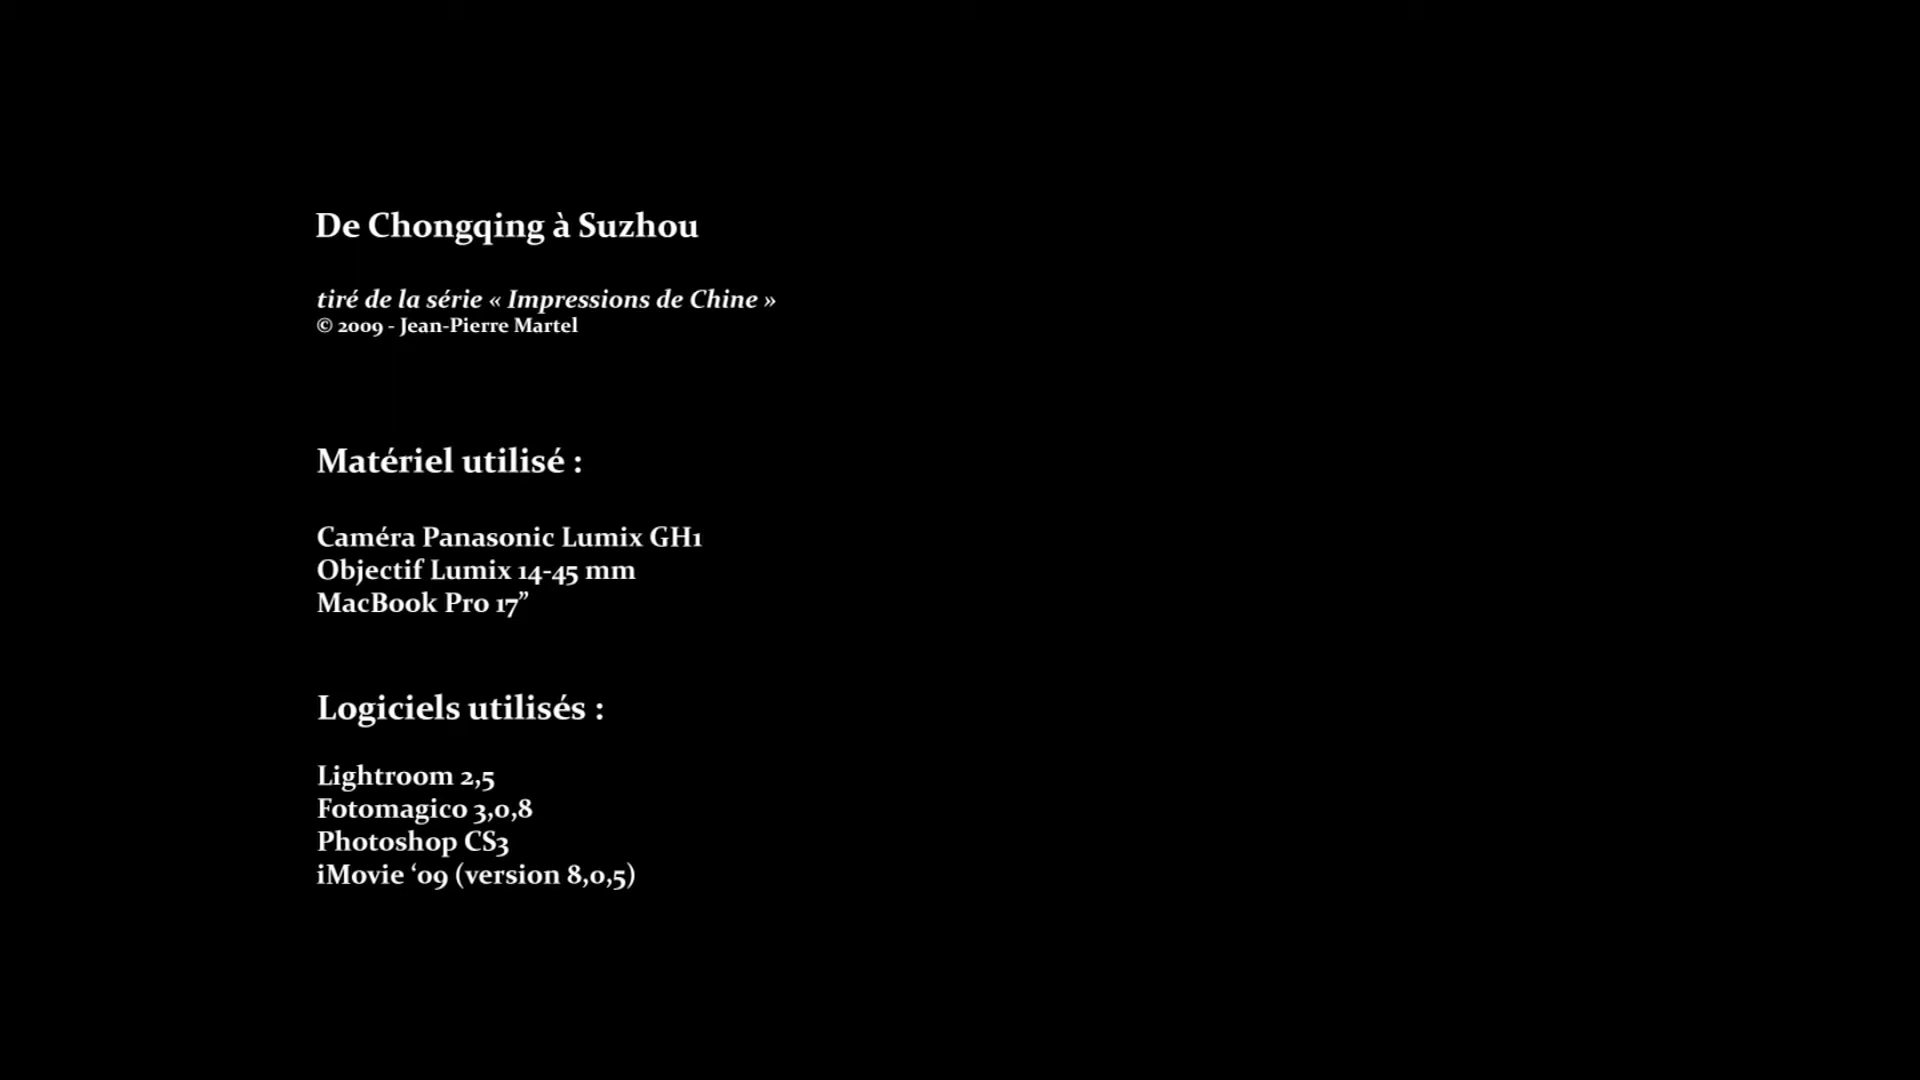 De Chongqing à Suzhou
tiré de la série « Impressions de Chine »
© 2009 - Jean-Pierre Martel
Matériel utilisé :
Caméra Panasonic Lumix GH1
Objectif Lumix 14-45 mm
MacBook Pro 17”
Logiciels utilisés :
Lightroom 2,5
Fotomagico 3,0,8
Photoshop CS3
iMovie ‘09 (version 8,0,5)